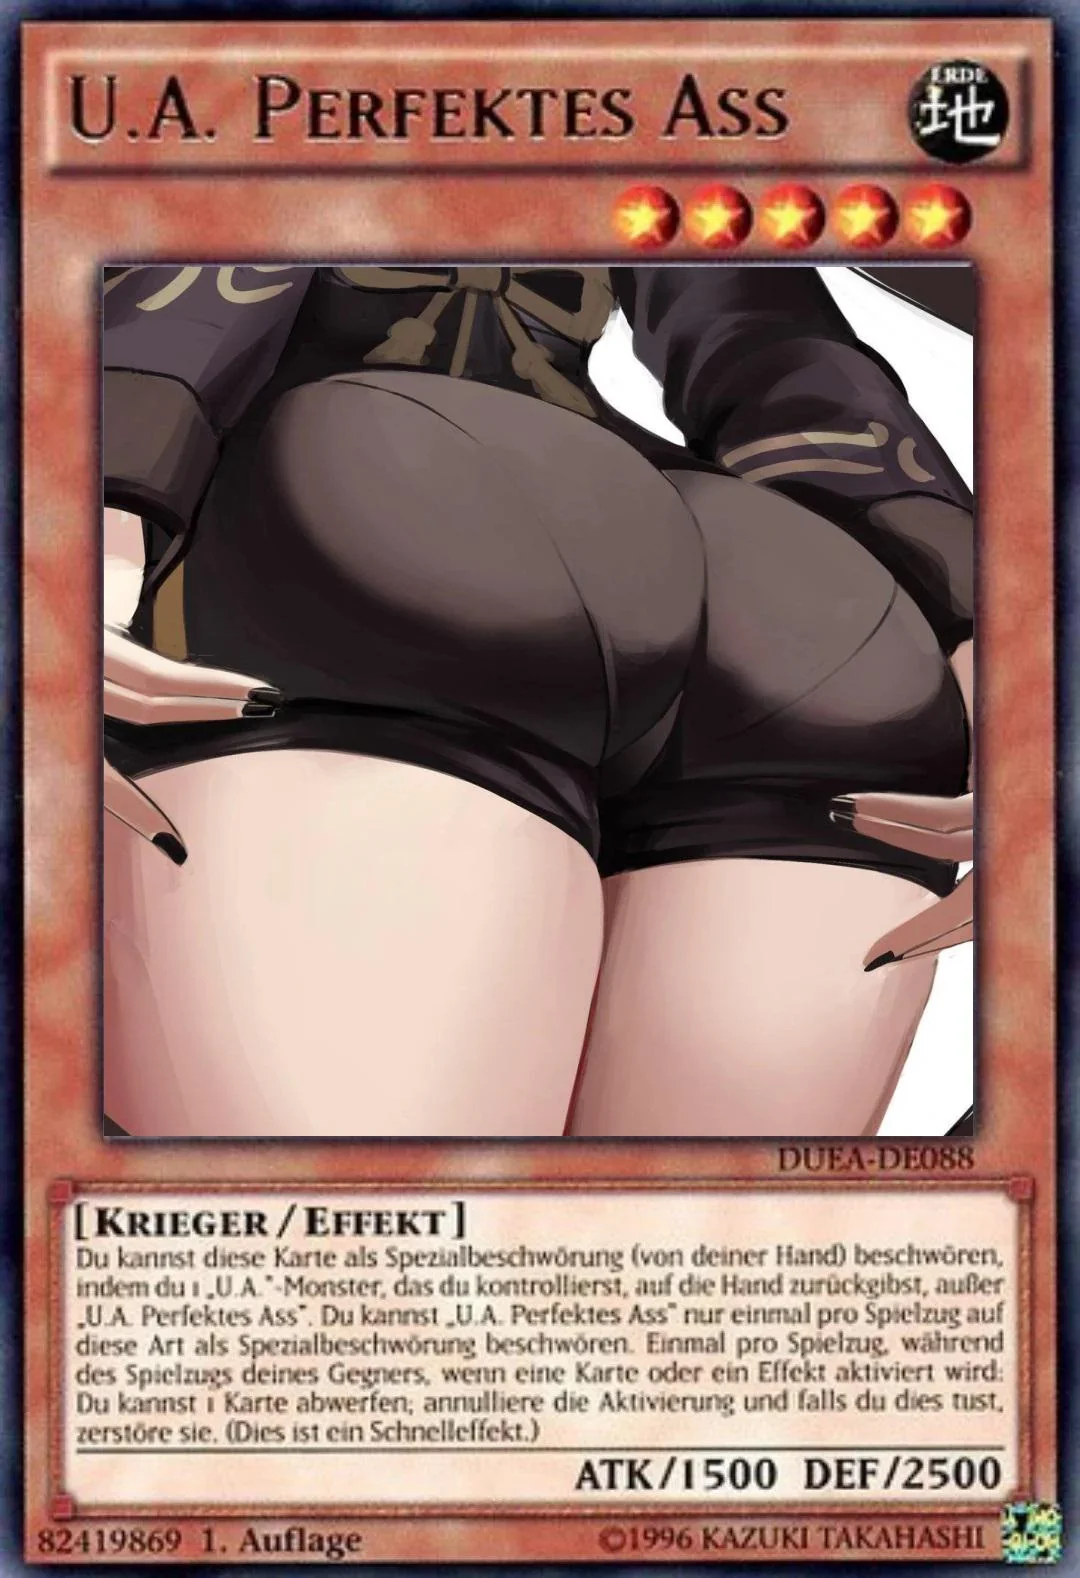 U.A. PERFEKTES ASS
ERDE
地
DUEA-DE088
[KRIEGER/EFFEKT]
Du kannst diese Karte als Spezialbeschwörung (von deiner Hand) beschwören,
indem du 1 „U.A."-Monster, das du kontrollierst, auf die Hand zurückgibst, außer
„U.A. Perfektes Ass". Du kannst „U.A. Perfektes Ass" nur einmal pro Spielzug auf
diese Art als Spezialbeschwörung beschwören. Einmal pro Spielzug, während
des Spielzugs deines Gegners, wenn eine Karte oder ein Effekt aktiviert wird:
Du kannst 1 Karte abwerfen; annulliere die Aktivierung und falls du dies tust,
zerstöre sie. (Dies ist ein Schnelleffekt.)
ATK/1500 DEF/2500
82419869 1. Auflage ©1996 KAZUKI TAKAHASHI